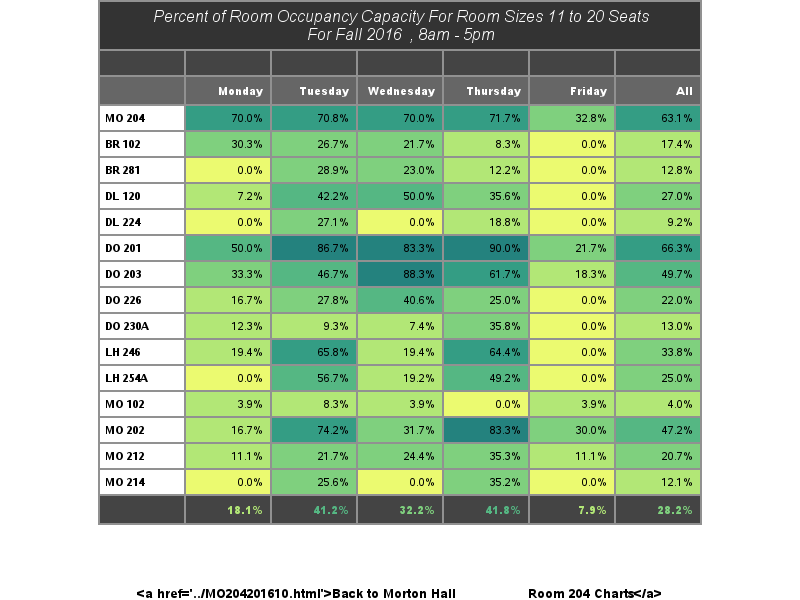 Percent of Room Occupancy Capacity For Room Sizes 11 to 20 Seats
For Fall 2016 , 8am - 5pm
Monday Tuesday Wednesday Thursday Friday All
MO 204 70.0% 70.8% 70.0% 71.7% 32.8% 63.1%
BR 102 30.3% 26.7% 21.7% 8.3% 0.0% 17.4%
BR 281 0.0% 28.9% 23.0% 12.2% 0.0% 12.8%
DL 120 7.2% 42.2% 50.0% 35.6% 0.0% 27.0%
DL 224 0.0% 27.1% 0.0% 18.8% 0.0% 9.2%
DO 201 50.0% 86.7% 83.3% 90.0% 21.7% 66.3%
DO 203 33.3% 46.7% 88.3% 61.7% 18.3% 49.7%
DO 226 16.7% 27.8% 40.6% 25.0% 0.0% 22.0%
DO 230A 12.3% 9.3% 7.4% 35.8% 0.0% 13.0%
LH 246 19.4% 65.8% 19.4% 64.4% 0.0% 33.8%
LH 254A 0.0% 56.7% 19.2% 49.2% 0.0% 25.0%
MO 102 3.9% 8.3% 3.9% 0.0% 3.9% 4.0%
MO 202 16.7% 74.2% 31.7% 83.3% 30.0% 47.2%
MO 212 11.1% 21.7% 24.4% 35.3% 11.1% 20.7%
MO 214 0.0% 25.6% 0.0% 35.2% 0.0% 12.1%
18.1% 41.2% 32.2% 41.8% 7.9% 28.2%
<a href='../MO204201610.html'>Back to Morton Hall Room 204 Charts</a>